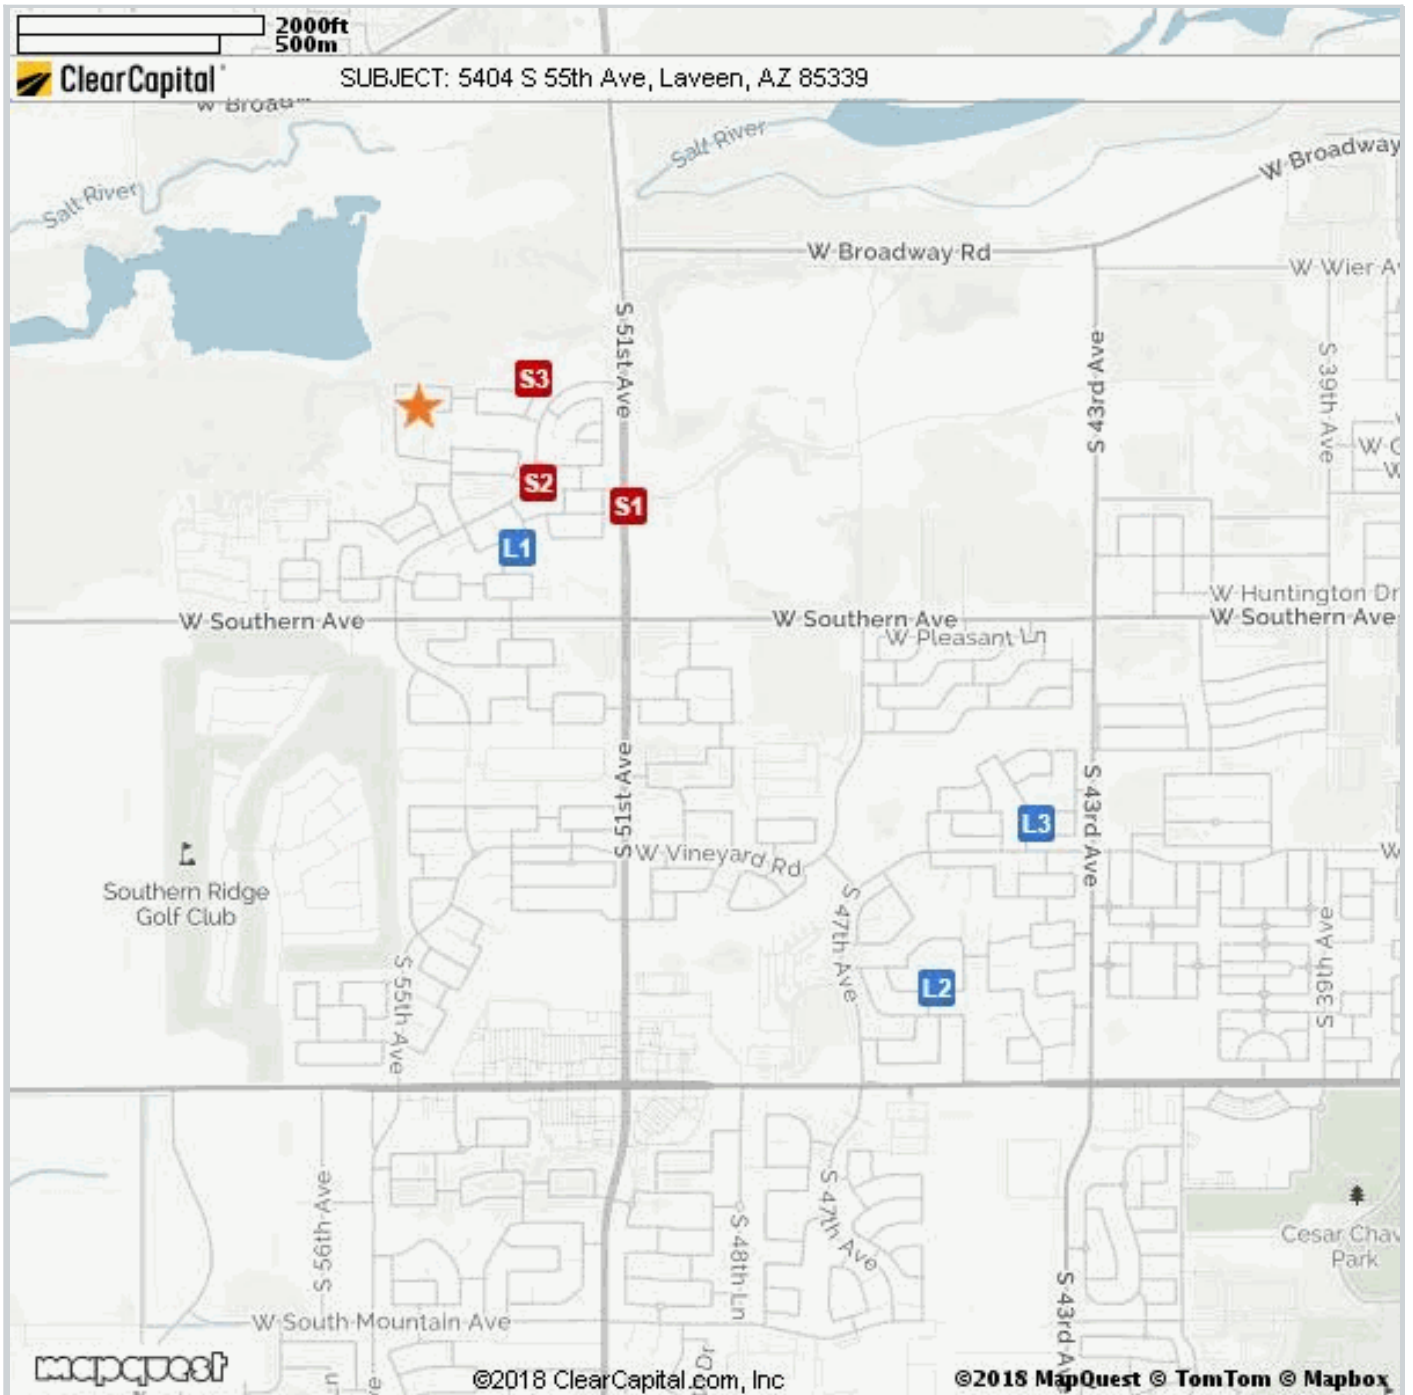 2000ft
500m
ClearCapital
SUBJECT: 5404 S 55th Ave, Laveen, AZ 85339
W
Salt River
W Broadway
Salt River
W Broadway Rd
W Wier
S 51st Ave
S 43rd Ave
S 39th Ave
S3
W
W
S2
S1
L1
W Huntington Dr
W Southern Ave
W Southern Ave
W Southern Ave
W Pleasant Ln
S 51st Ave
S 43rd Ave
L3
W Vineyard Rd
W
Southern Ridge
Golf Club
S 47th Ave
S 39th Ave
S 55th Ave
L2
S 56th Ave
S 47th Ave
S 48th Ln
Cesar
Park
S 43rd
W South Mountain Ave
Dr
mapquest
©2018 ClearCapital.com, Inc
©2018 MapQuest © TomTom © Mapbox